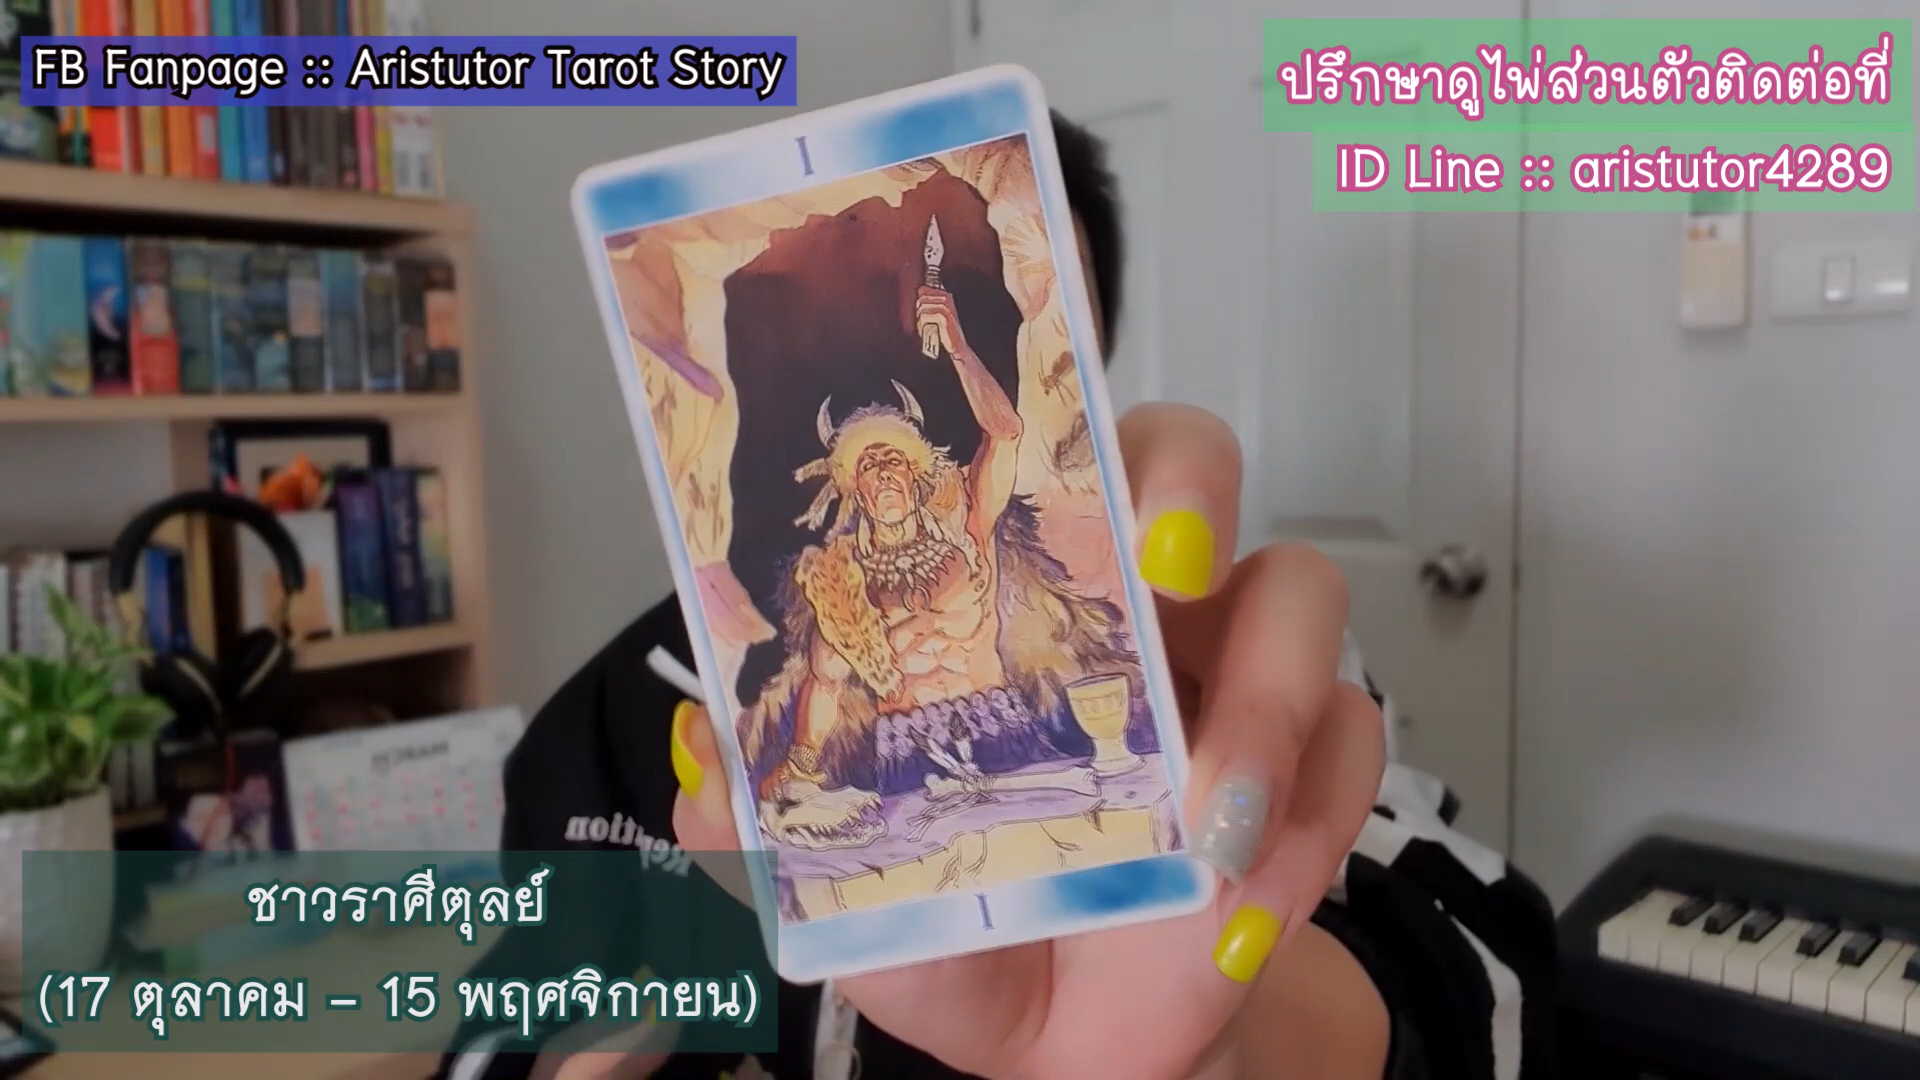 FB Fanpage :: Aristutor Tarot Story
ปรึกษาดูไพ่ส่วนตัวติดต่อที่
ID Line :: aristutor4289
I
I
MARCH
Reption
ชาวราศีตุลย์
(17 ตุลาคม – 15 พฤศจิกายน)